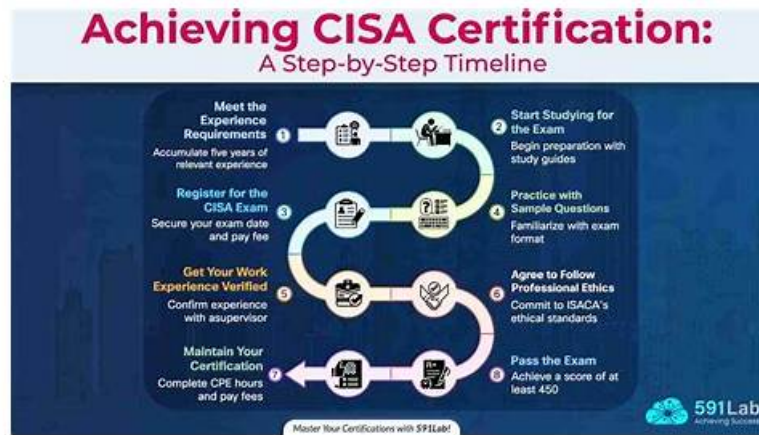 Achieving CISA Certification:
A Step-by-Step Timeline
Meet the
Experience
Requirements
1
Accumulate five years of
relevant experience
2
Start Studying for
the Exam
Begin preparation with
study guides
Register for the
CISA Exam
3
Secure your exam date
and pay fee
4
Practice with
Sample Questions
Familiarize with exam
format
Get Your Work
Experience Verified
5
Confirm experience
with asupervisor
6
Agree to Follow
Professional Ethics
Commit to ISACA's
ethical standards
Maintain Your
Certification
7
Complete CPE hours
and pay fees
8
Pass the Exam
Achieve a score of at
least 450
591Lab
Achieving Success
Master Your Certifications with 591Lab!